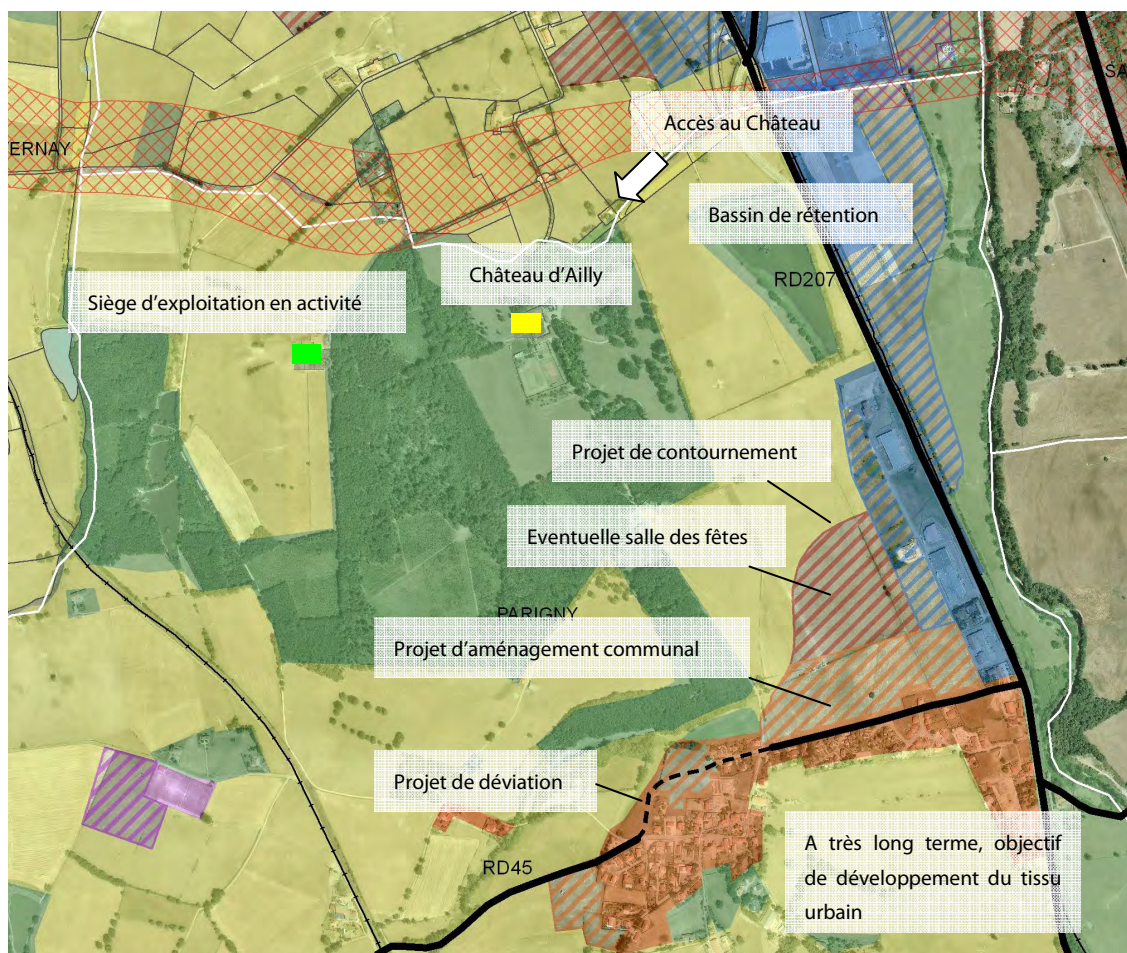 SA
ERNAY
Accès au Château
Bassin de rétention
RD207
Château d'Ailly
Siège d'exploitation en activité
Projet de contournement
Eventuelle salle des fêtes
PARIGNY
Projet d'aménagement communal
Projet de déviation
RD45
A très long terme, objectif
de développement du tissu
urbain